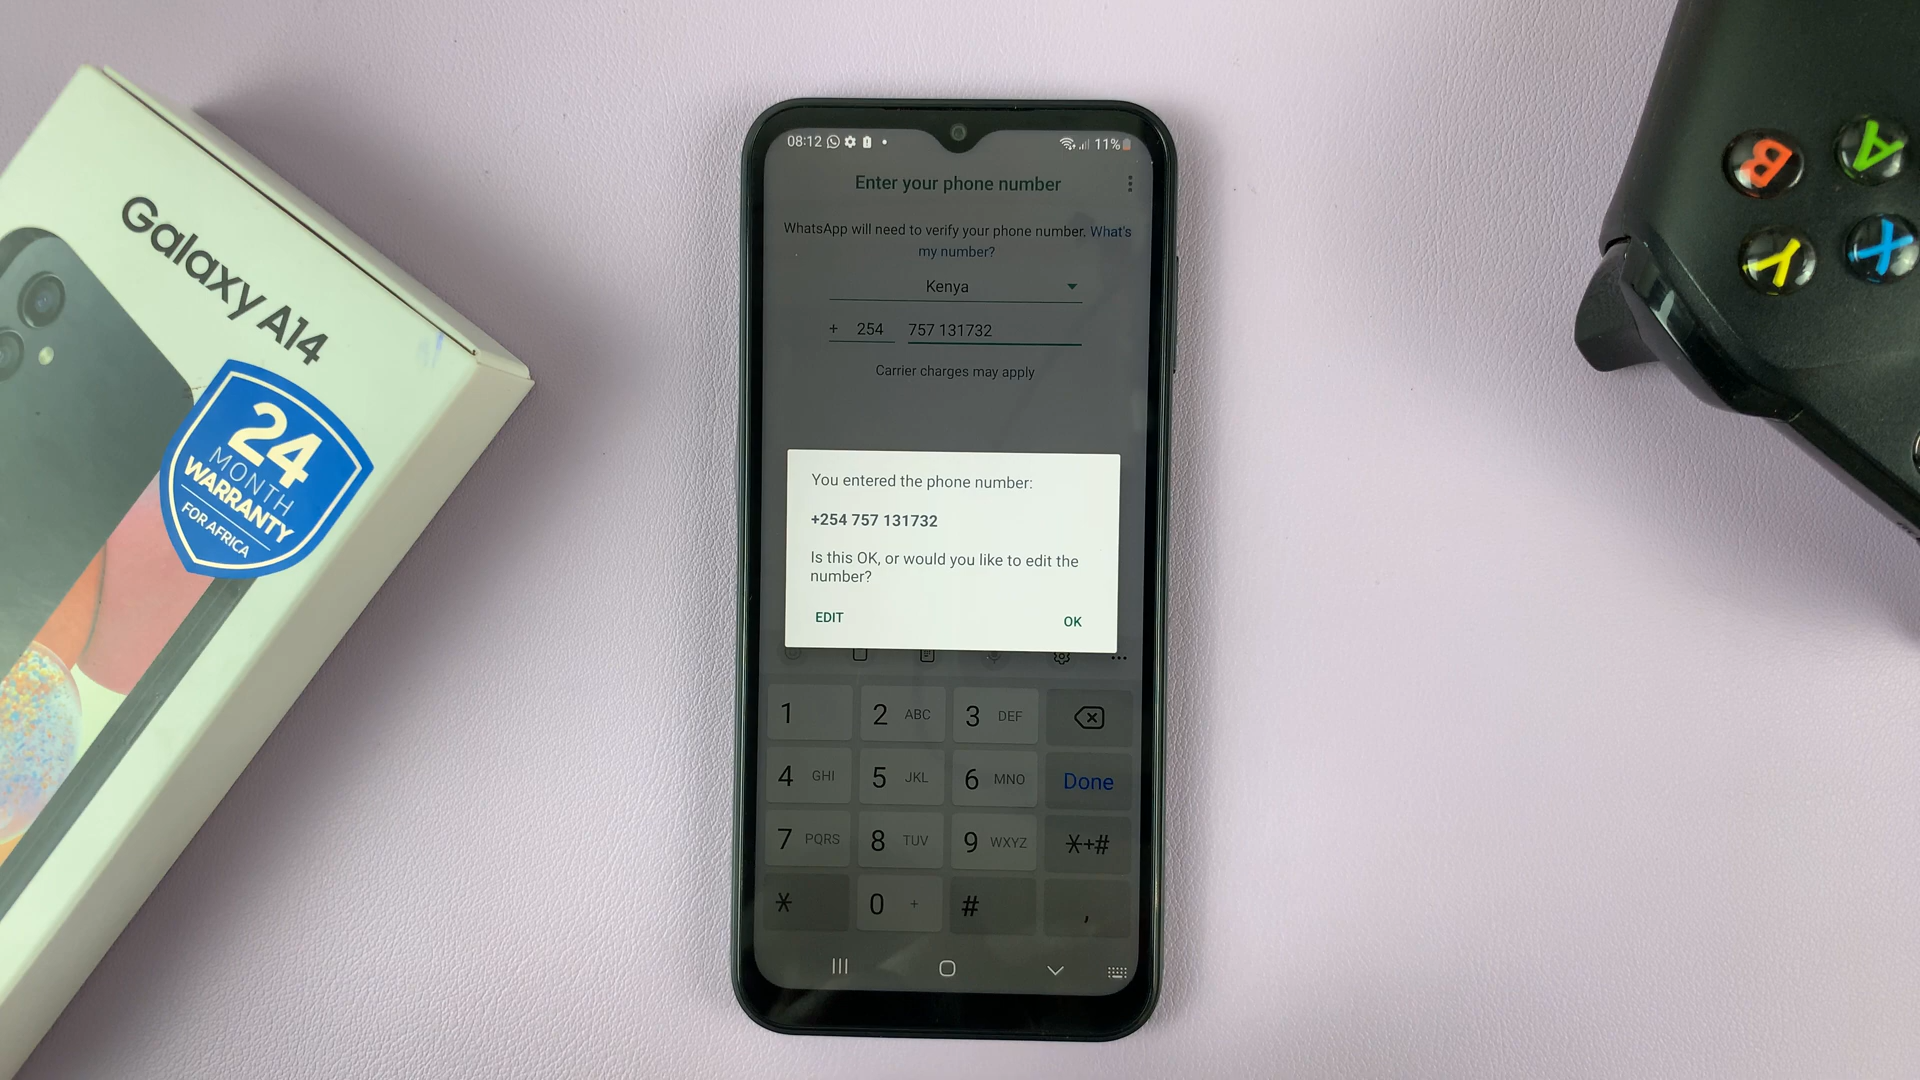 Galaxy A14
24
MONTH
WARRANTY
FOR AFRICA
08:12
11%
Enter your phone number
WhatsApp will need to verify your phone number. What's
my number?
Kenya
+ 254 757 131732
Carrier charges may apply
You entered the phone number:
+254 757 131732
Is this OK, or would you like to edit the
number?
EDIT OK
1 2 ABC 3 DEF
4 GHI 5 JKL 6 MNO Done
7 PQRS 8 TUV 9 WXYZ *+#
* 0 + # ,
B A
Y X